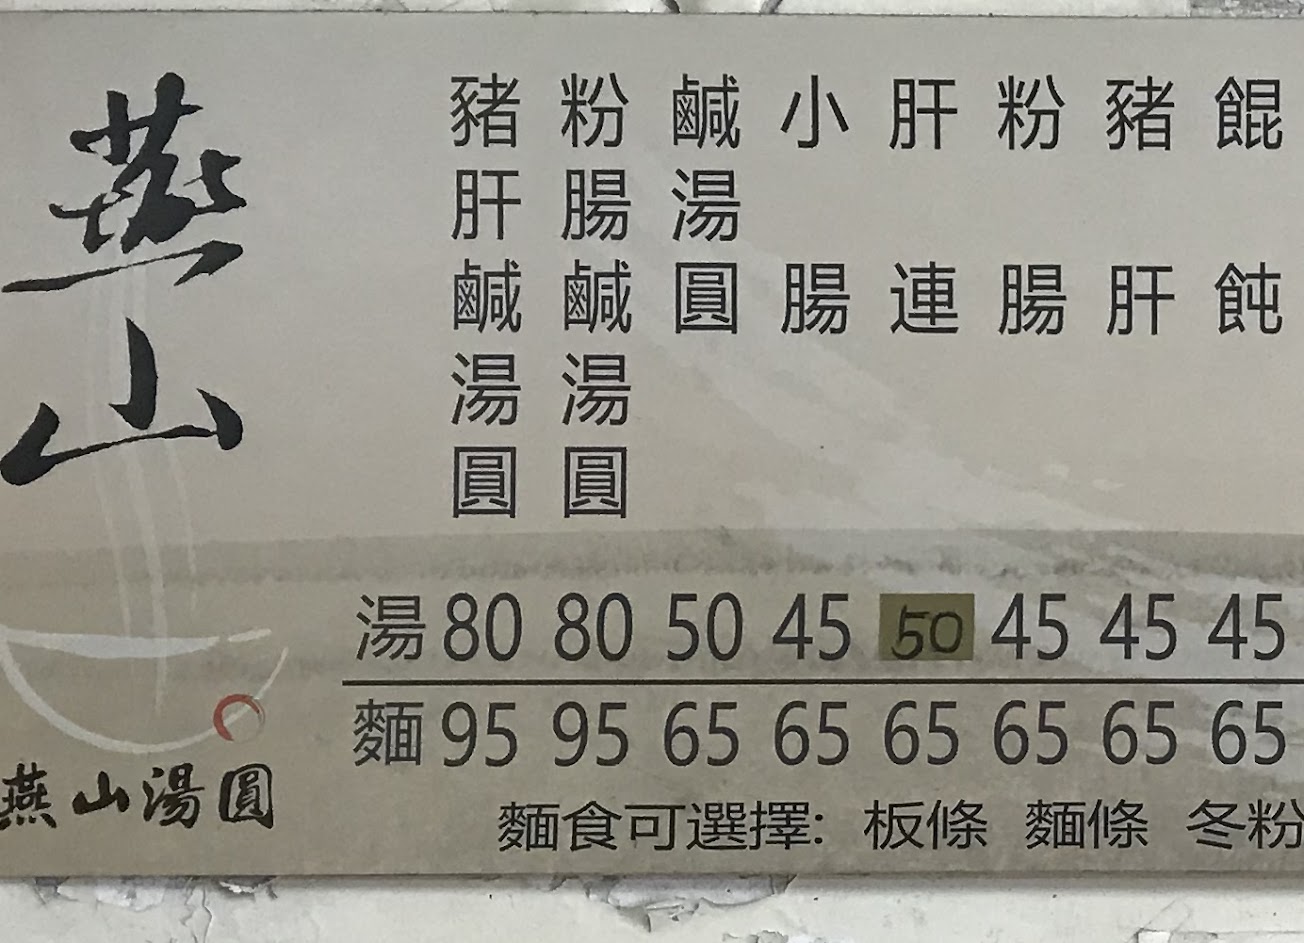 燕山
豬肝鹹湯圓
粉腸鹹湯圓
鹹湯圓
小腸
肝連
粉腸
豬肝
餛飩
湯 80 80 50 45 50 45 45 45
麵 95 95 65 65 65 65 65 65
麵食可選擇: 板條 麵條 冬粉
燕山湯圓